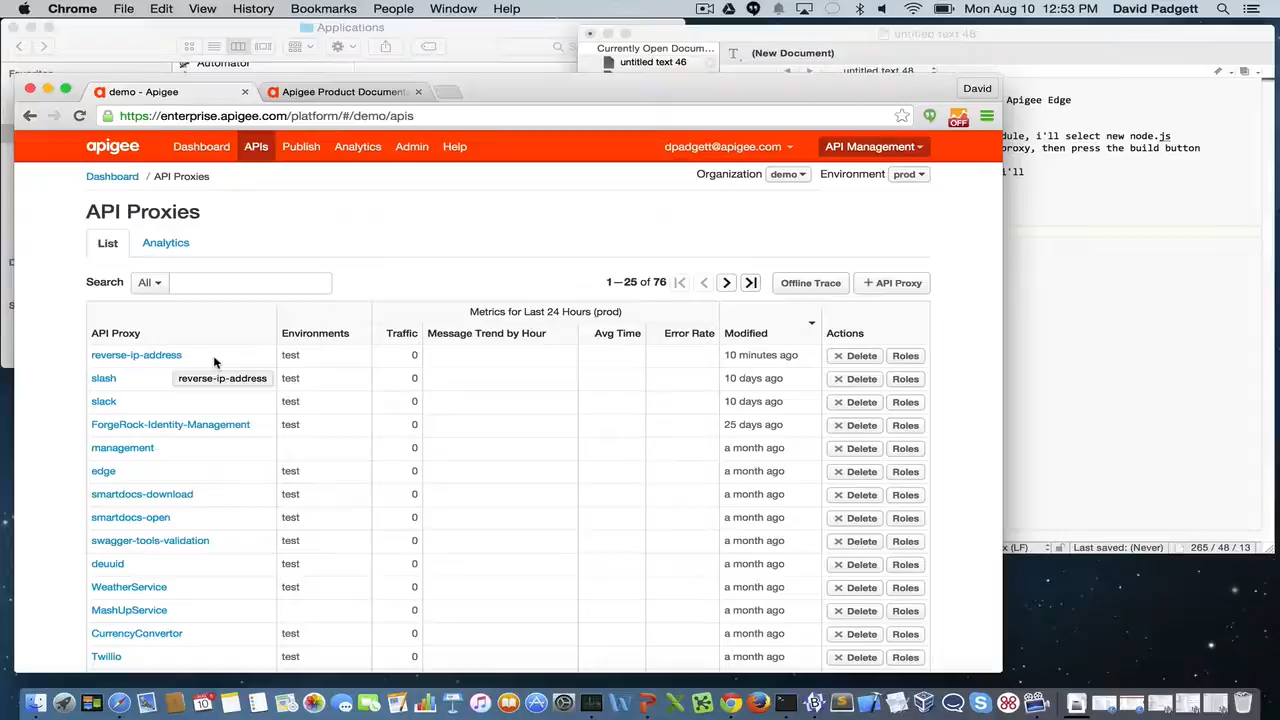 Chrome File Edit View History Bookmarks People Window Help Mon Aug 10 12:53 PM David Padgett
Applications
untitled text 48
Currently Open Docum...
(New Document)
Automator
untitled text 46
untitled text 48
demo - Apigee
Apigee Product Documenta
David
Apigee Edge
https://enterprise.apigee.com/platform/#/demo/apis
OFF
dule, i'll select new node.js
proxy, then press the build button
i'll
apigee Dashboard APIs Publish Analytics Admin Help dpadgett@apigee.com API Management
Dashboard / API Proxies
Organization demo Environment prod
API Proxies
List Analytics
Search All 1—25 of 76 Offline Trace + API Proxy
Metrics for Last 24 Hours (prod)
API Proxy Environments Traffic Message Trend by Hour Avg Time Error Rate Modified Actions
reverse-ip-address test 0 10 minutes ago Delete Roles
slash reverse-ip-address test 0 10 days ago Delete Roles
slack test 0 10 days ago Delete Roles
ForgeRock-Identity-Management test 0 25 days ago Delete Roles
management 0 a month ago Delete Roles
edge test 0 a month ago Delete Roles
smartdocs-download test 0 a month ago Delete Roles
smartdocs-open test 0 a month ago Delete Roles
swagger-tools-validation test 0 a month ago Delete Roles
(LF) Last saved: (Never) 265 / 48 / 13
deuuid test 0 a month ago Delete Roles
WeatherService test 0 a month ago Delete Roles
MashUpService 0 a month ago Delete Roles
CurrencyConvertor test 0 a month ago Delete Roles
Twillio test 0 a month ago Delete Roles